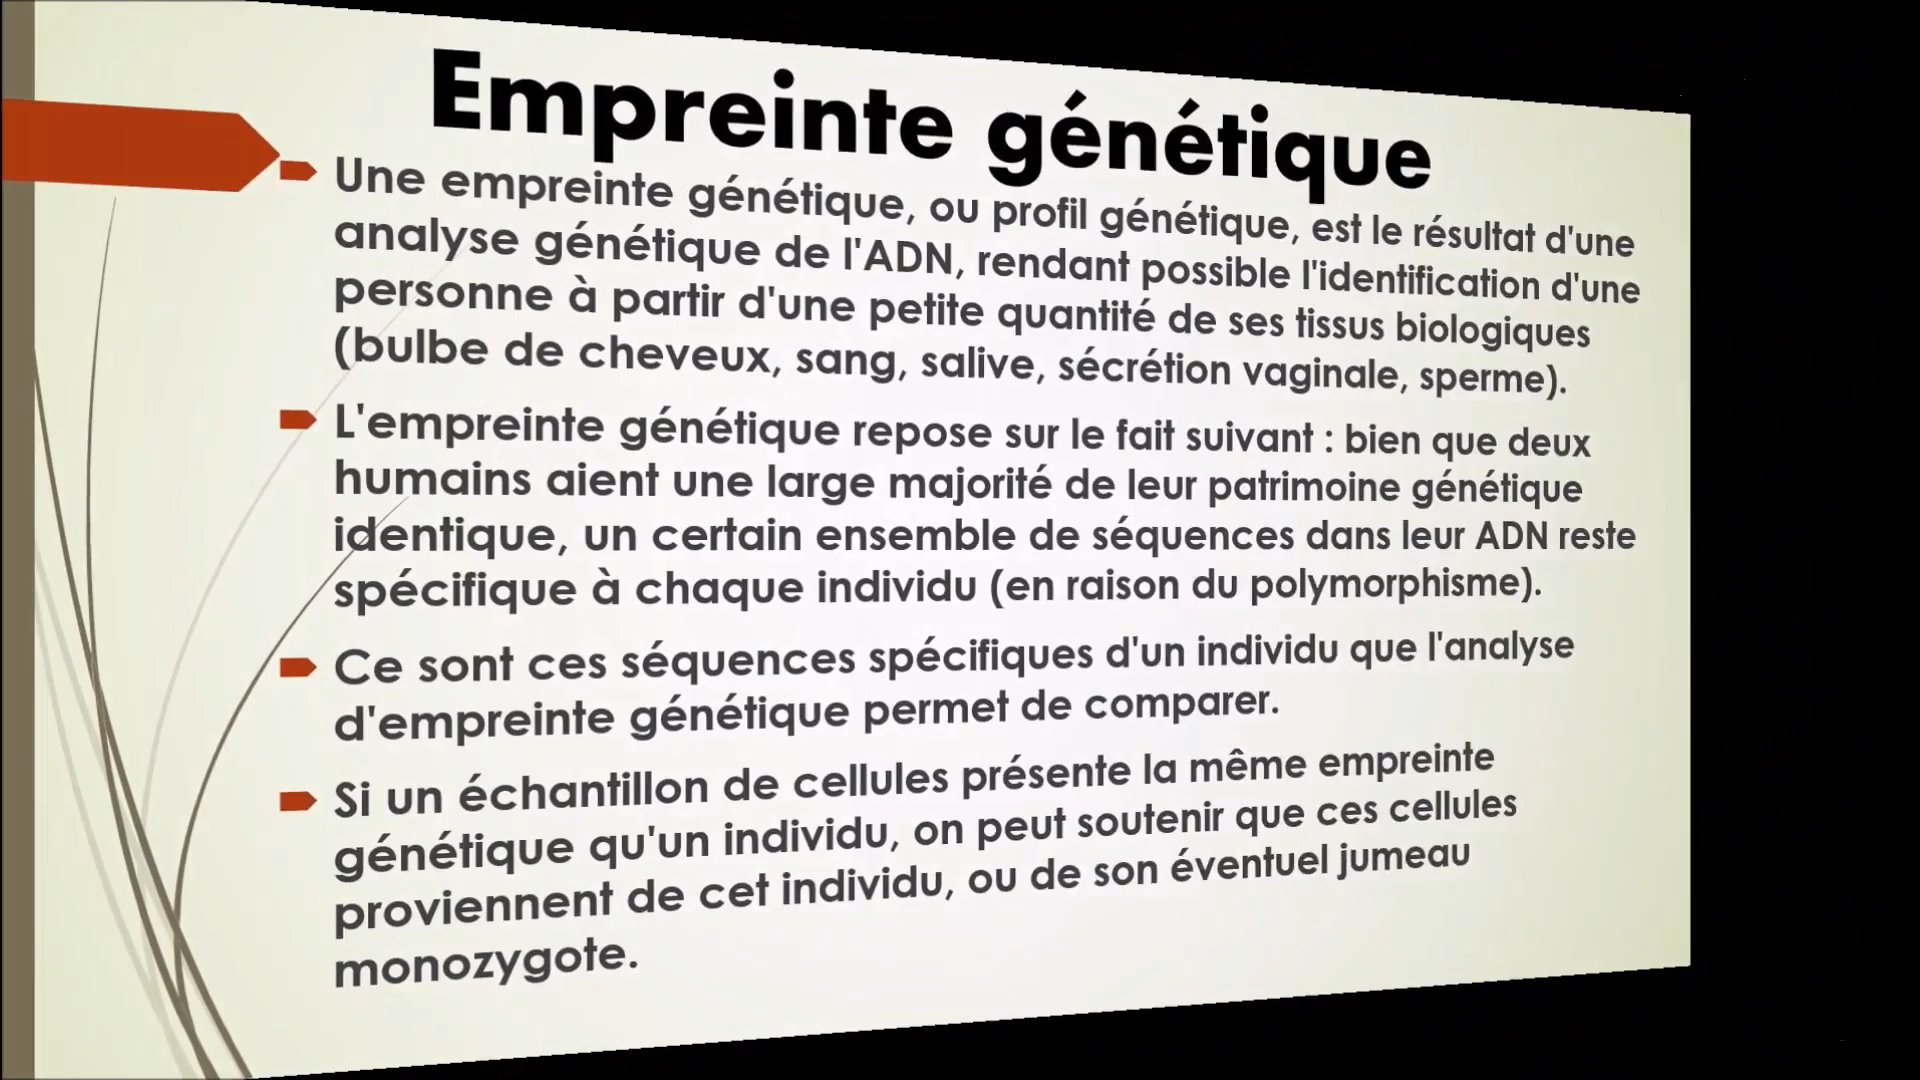 Empreinte génétique
Une empreinte génétique, ou profil génétique, est le résultat d'une
analyse génétique de l'ADN, rendant possible l'identification d'une
personne à partir d'une petite quantité de ses tissus biologiques
(bulbe de cheveux, sang, salive, sécrétion vaginale, sperme).
L'empreinte génétique repose sur le fait suivant : bien que deux
humains aient une large majorité de leur patrimoine génétique
identique, un certain ensemble de séquences dans leur ADN reste
spécifique à chaque individu (en raison du polymorphisme).
Ce sont ces séquences spécifiques d'un individu que l'analyse
d'empreinte génétique permet de comparer.
Si un échantillon de cellules présente la même empreinte
génétique qu'un individu, on peut soutenir que ces cellules
proviennent de cet individu, ou de son éventuel jumeau
monozygote.